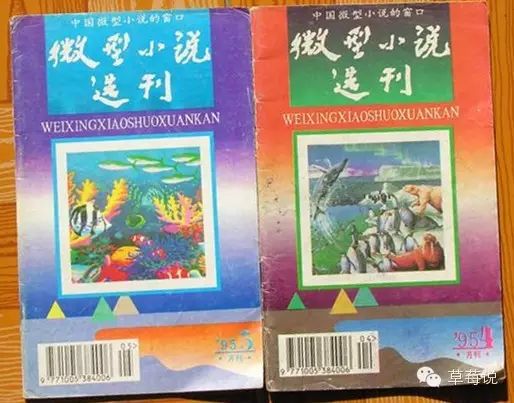 中国微型小说的窗口
微型小说
选刊
WEIXINGXIAOSHUOXUANKAN
'95.5
月刊
05
9 771005 384006
中国微型小说的窗口
微型小说
选刊
WEIXINGXIAOSHUOXUANKAN
'95.4
月刊
04
9 771005 384006
草莓说